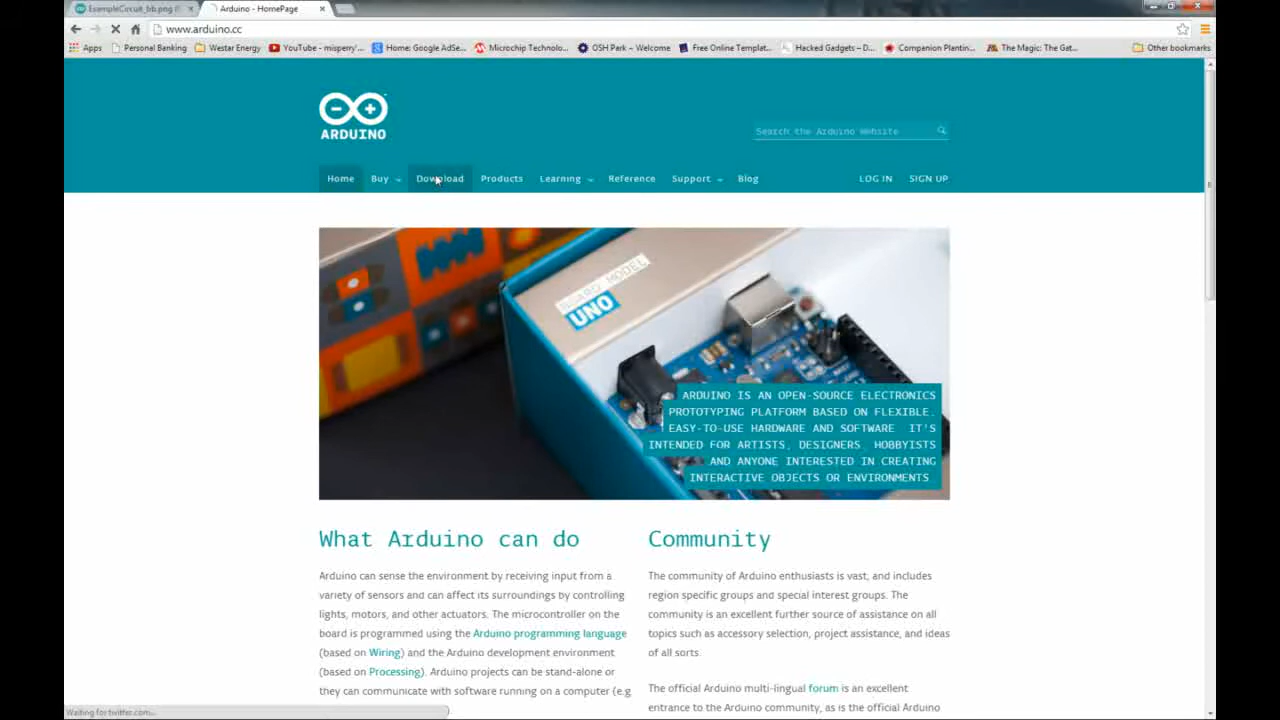 ExampleCircuit_bb.png (
Arduino - HomePage
www.arduino.cc
Apps Personal Banking Westar Energy YouTube - misperry'... Home: Google AdSe... Microchip Technolo... OSH Park ~ Welcome Free Online Templat... Hacked Gadgets – D... Companion Plantin... The Magic: The Gat... Other bookmarks
ARDUINO
Search the Arduino Website
Home Buy Download Products Learning Reference Support Blog LOG IN SIGN UP
BOARD MODEL
UNO
ARDUINO IS AN OPEN-SOURCE ELECTRONICS
PROTOTYPING PLATFORM BASED ON FLEXIBLE,
EASY-TO-USE HARDWARE AND SOFTWARE. IT'S
INTENDED FOR ARTISTS, DESIGNERS, HOBBYISTS
AND ANYONE INTERESTED IN CREATING
INTERACTIVE OBJECTS OR ENVIRONMENTS.
What Arduino can do
Arduino can sense the environment by receiving input from a
variety of sensors and can affect its surroundings by controlling
lights, motors, and other actuators. The microcontroller on the
board is programmed using the Arduino programming language
(based on Wiring) and the Arduino development environment
(based on Processing). Arduino projects can be stand-alone or
they can communicate with software running on a computer (e.g
).
Community
The community of Arduino enthusiasts is vast, and includes
region specific groups and special interest groups. The
community is an excellent further source of assistance on all
topics such as accessory selection, project assistance, and ideas
of all sorts.
The official Arduino multi-lingual forum is an excellent
entrance to the Arduino community, as is the official Arduino
Waiting for twitter.com...